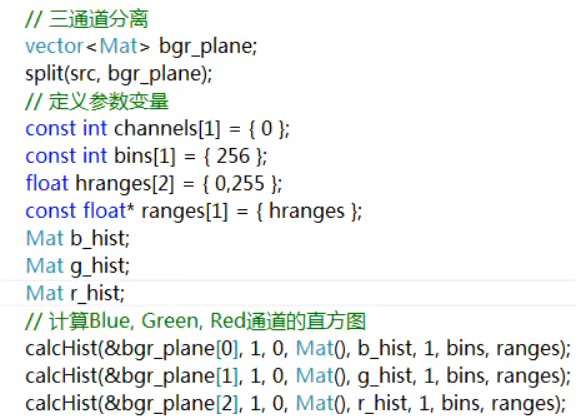 // 三通道分离
vector<Mat> bgr_plane;
split(src, bgr_plane);
// 定义参数变量
const int channels[1] = { 0 };
const int bins[1] = { 256 };
float hranges[2] = { 0,255 };
const float* ranges[1] = { hranges };
Mat b_hist;
Mat g_hist;
Mat r_hist;
// 计算Blue, Green, Red通道的直方图
calcHist(&bgr_plane[0], 1, 0, Mat(), b_hist, 1, bins, ranges);
calcHist(&bgr_plane[1], 1, 0, Mat(), g_hist, 1, bins, ranges);
calcHist(&bgr_plane[2], 1, 0, Mat(), r_hist, 1, bins, ranges);